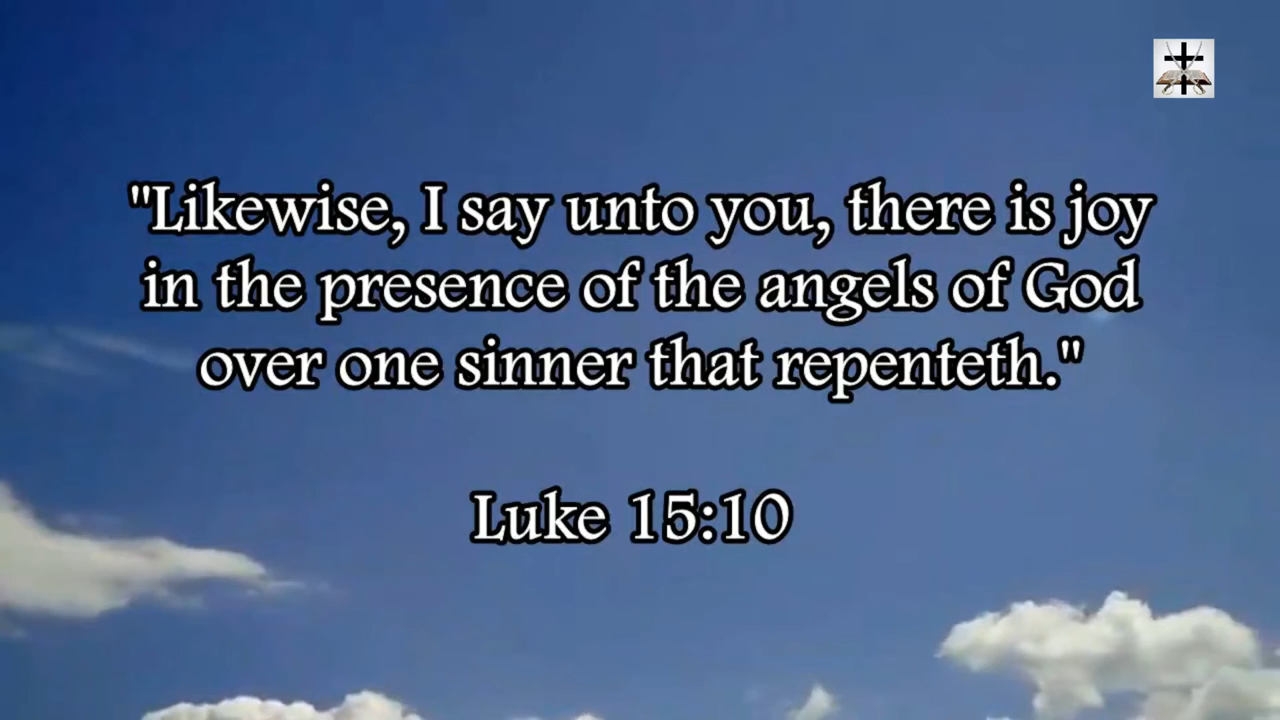 "Likewise, I say unto you, there is joy
in the presence of the angels of God
over one sinner that repenteth."
Luke 15:10